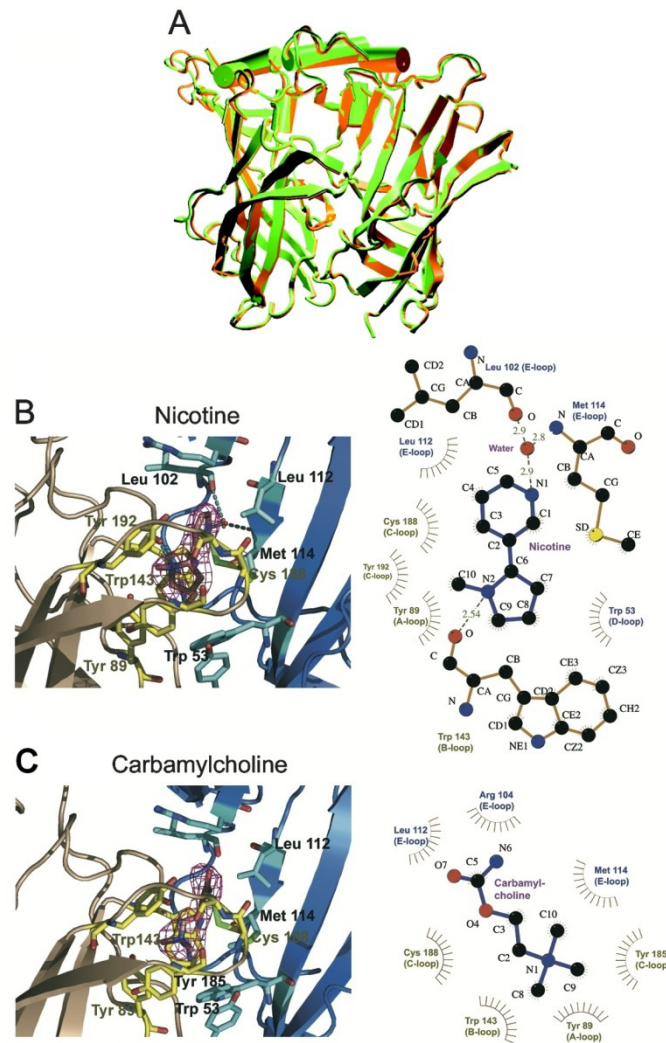 A
B
Nicotine
Leu 102
Leu 112
Tyr 192
Met 114
Trp143
Cys 188
Tyr 89
Trp 53
CD2
N
Leu 102 (E-loop)
CG
CA
C
CD1
CB
O
Met 114
(E-loop)
N
C
O
CA
CB
CG
SD
CE
2.9
2.8
Water
2.9
Leu 112
(E-loop)
C5
N1
C4
C3
C1
C2
Nicotine
C6
Cys 188
(C-loop)
Tyr 192
(C-loop)
C10
N2
C7
C9
C8
Tyr 89
(A-loop)
Trp 53
(D-loop)
2.54
O
C
CB
CA
N
CG
CD2
CE3
CZ3
CD1
CE2
CH2
NE1
CZ2
Trp 143
(B-loop)
C
Carbamylcholine
Leu 112
Met 114
Trp143
Cys 188
Tyr 185
Tyr 89
Trp 53
Arg 104
(E-loop)
Leu 112
(E-loop)
N6
C5
O7
Carbamyl-
choline
Met 114
(E-loop)
O4
C3
C10
Cys 188
(C-loop)
C2
N1
Tyr 185
(C-loop)
C8
C9
Trp 143
(B-loop)
Tyr 89
(A-loop)